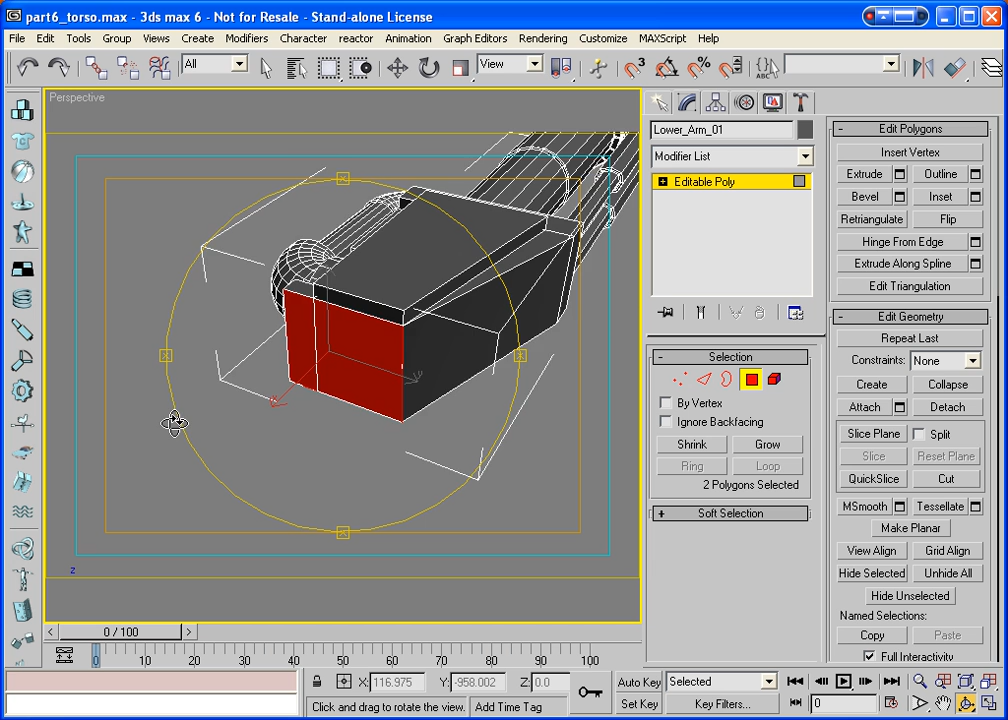 part6_torso.max - 3ds max 6 - Not for Resale - Stand-alone License
File Edit Tools Group Views Create Modifiers Character reactor Animation Graph Editors Rendering Customize MAXScript Help
All
View
3
%
ABC
Perspective
Lower_Arm_01
Modifier List
Editable Poly
Selection
By Vertex
Ignore Backfacing
Shrink Grow
Ring Loop
2 Polygons Selected
Soft Selection
Edit Polygons
Insert Vertex
Extrude Outline
Bevel Inset
Retriangulate Flip
Hinge From Edge
Extrude Along Spline
Edit Triangulation
Edit Geometry
Repeat Last
Constraints: None
Create Collapse
Attach Detach
Slice Plane Split
Slice Reset Plane
QuickSlice Cut
MSmooth Tessellate
Make Planar
View Align Grid Align
Hide Selected Unhide All
Hide Unselected
Named Selections:
Copy Paste
Full Interactivity
z
0 / 100
0 10 20 30 40 50 60 70 80 90 100
X: 116.975 Y: -958.002 Z: 0.0
Auto Key Selected
Click and drag to rotate the view. Add Time Tag
Set Key Key Filters... 0